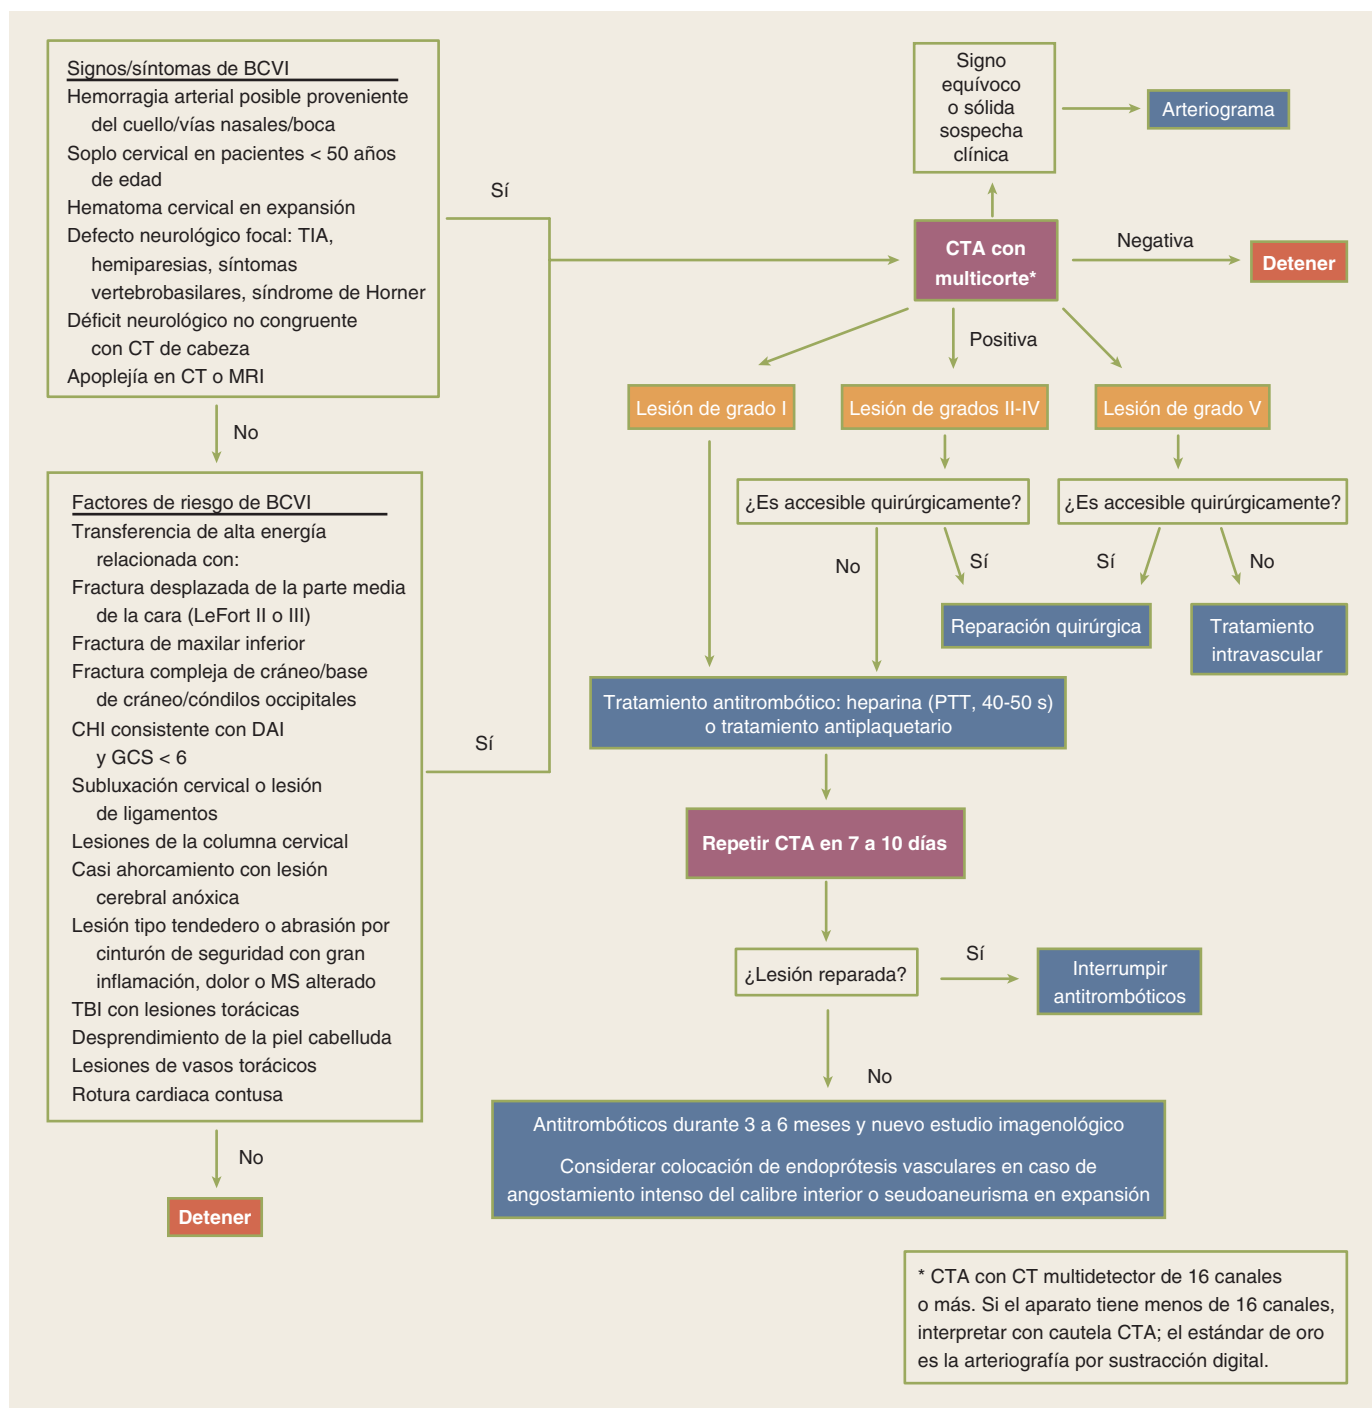 Signos/síntomas de BCVI
Hemorragia arterial posible proveniente
del cuello/vías nasales/boca
Soplo cervical en pacientes < 50 años
de edad
Hematoma cervical en expansión
Defecto neurológico focal: TIA,
hemiparesias, síntomas
vertebrobasilares, síndrome de Horner
Déficit neurológico no congruente
con CT de cabeza
Apoplejía en CT o MRI
Sí
No
Factores de riesgo de BCVI
Transferencia de alta energía
relacionada con:
Fractura desplazada de la parte media
de la cara (LeFort II o III)
Fractura de maxilar inferior
Fractura compleja de cráneo/base
de cráneo/cóndilos occipitales
CHI consistente con DAI
y GCS < 6
Subluxación cervical o lesión
de ligamentos
Lesiones de la columna cervical
Casi ahorcamiento con lesión
cerebral anóxica
Lesión tipo tendedero o abrasión por
cinturón de seguridad con gran
inflamación, dolor o MS alterado
TBI con lesiones torácicas
Desprendimiento de la piel cabelluda
Lesiones de vasos torácicos
Rotura cardiaca contusa
Sí
No
Detener
Signo
equívoco
o sólida
sospecha
clínica
Arteriograma
CTA con
multicorte*
Negativa
Detener
Positiva
Lesión de grado I
Lesión de grados II-IV
Lesión de grado V
¿Es accesible quirúrgicamente?
¿Es accesible quirúrgicamente?
No
Sí
Sí
No
Reparación quirúrgica
Tratamiento
intravascular
Tratamiento antitrombótico: heparina (PTT, 40-50 s)
o tratamiento antiplaquetario
Repetir CTA en 7 a 10 días
¿Lesión reparada?
Sí
Interrumpir
antitrombóticos
No
Antitrombóticos durante 3 a 6 meses y nuevo estudio imagenológico
Considerar colocación de endoprótesis vasculares en caso de
angostamiento intenso del calibre interior o seudoaneurisma en expansión
* CTA con CT multidetector de 16 canales
o más. Si el aparato tiene menos de 16 canales,
interpretar con cautela CTA; el estándar de oro
es la arteriografía por sustracción digital.